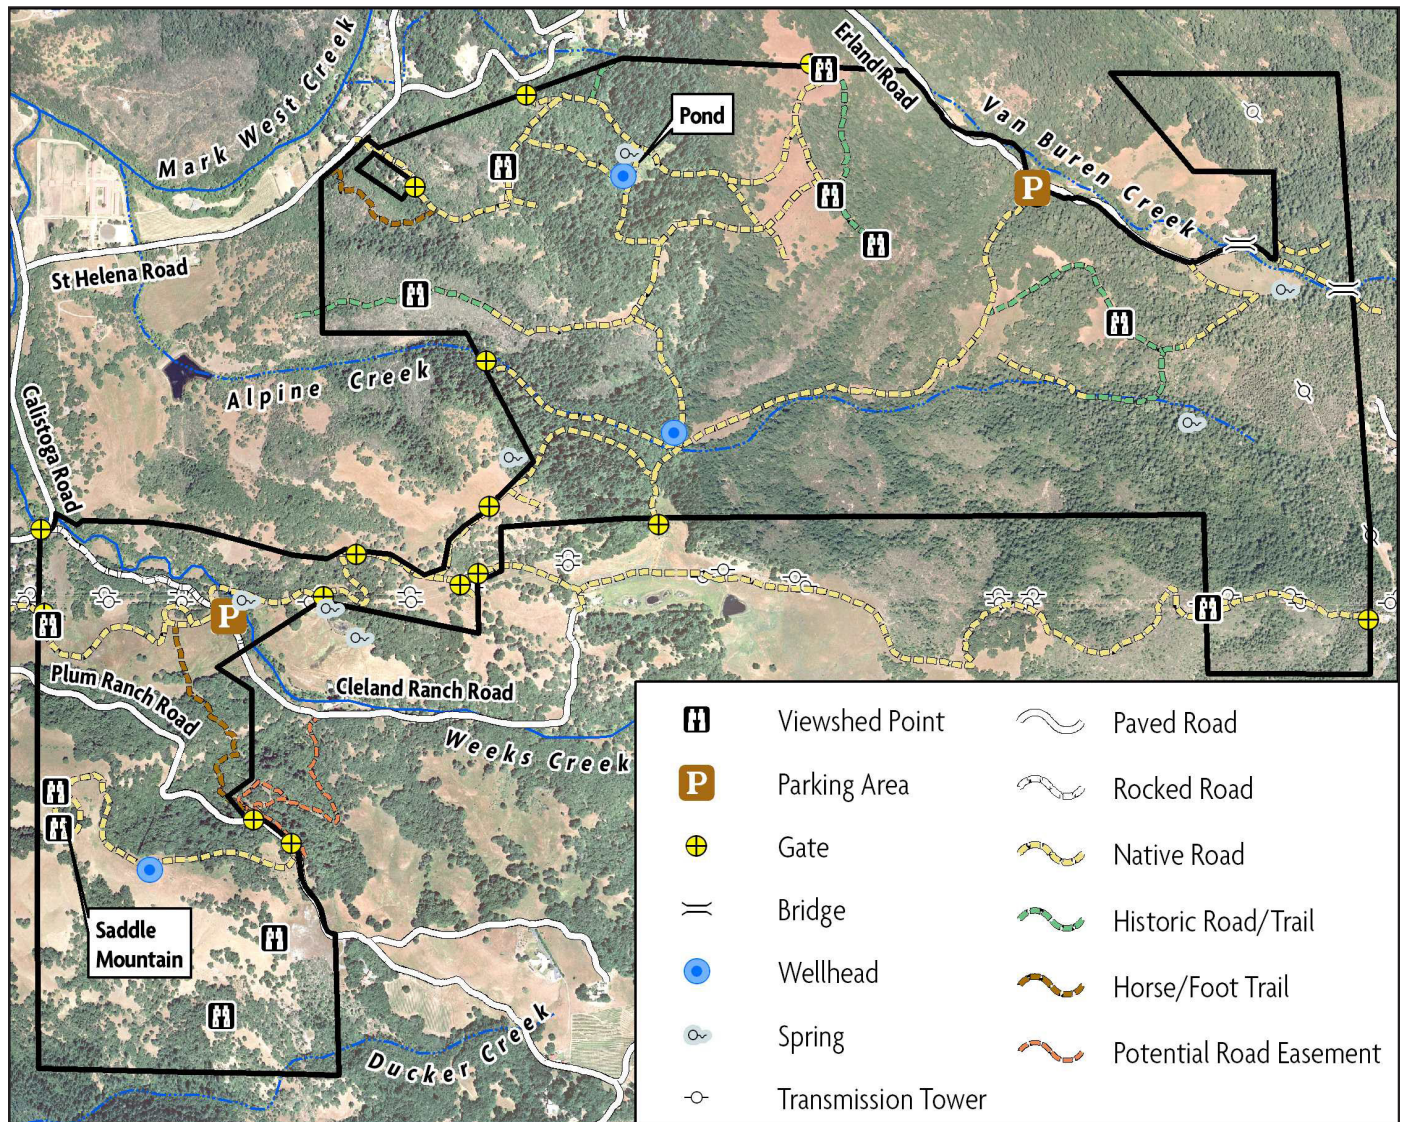 Mark West Creek
Erland Road
Van Buren Creek
Pond
P
St Helena Road
Alpine Creek
Calistoga Road
P
Plum Ranch Road
Cleland Ranch Road
Weeks Creek
Saddle
Mountain
Ducker Creek
Viewshed Point
Paved Road
P
Parking Area
Rocked Road
Gate
Native Road
Bridge
Historic Road/Trail
Wellhead
Horse/Foot Trail
Spring
Potential Road Easement
Transmission Tower